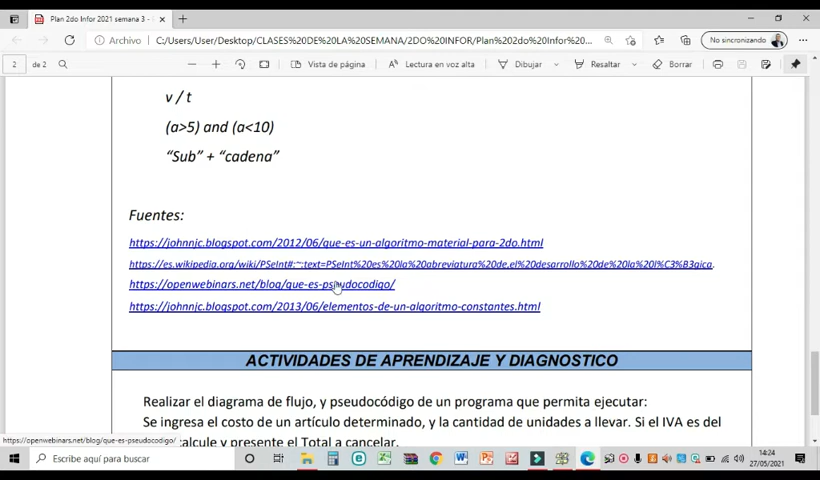 Plan 2do Infor 2021 semana 3 -
Archivo
C:/Users/User/Desktop/CLASES%20DE%20LA%20SEMANA/2DO%20INFOR/Plan%202do%20Infor%20...
No sincronizando
2 de 2
Vista de página
Lectura en voz alta
Dibujar
Resaltar
Borrar
v / t
(a>5) and (a<10)
“Sub” + “cadena”
Fuentes:
https://johnnjc.blogspot.com/2012/06/que-es-un-algoritmo-material-para-2do.html
https://es.wikipedia.org/wiki/PSeInt#:~:text=PSeInt%20es%20la%20abreviatura%20de,el%20desarrollo%20de%20la%20l%C3%B3gica.
https://openwebinars.net/blog/que-es-pseudocodigo/
https://johnnjc.blogspot.com/2013/06/elementos-de-un-algoritmo-constantes.html
ACTIVIDADES DE APRENDIZAJE Y DIAGNOSTICO
Realizar el diagrama de flujo, y pseudocódigo de un programa que permita ejecutar:
Se ingresa el costo de un artículo determinado, y la cantidad de unidades a llevar. Si el IVA es del
calcule y presente el Total a cancelar.
https://openwebinars.net/blog/que-es-pseudocodigo/
Escribe aquí para buscar
14:24
27/05/2021